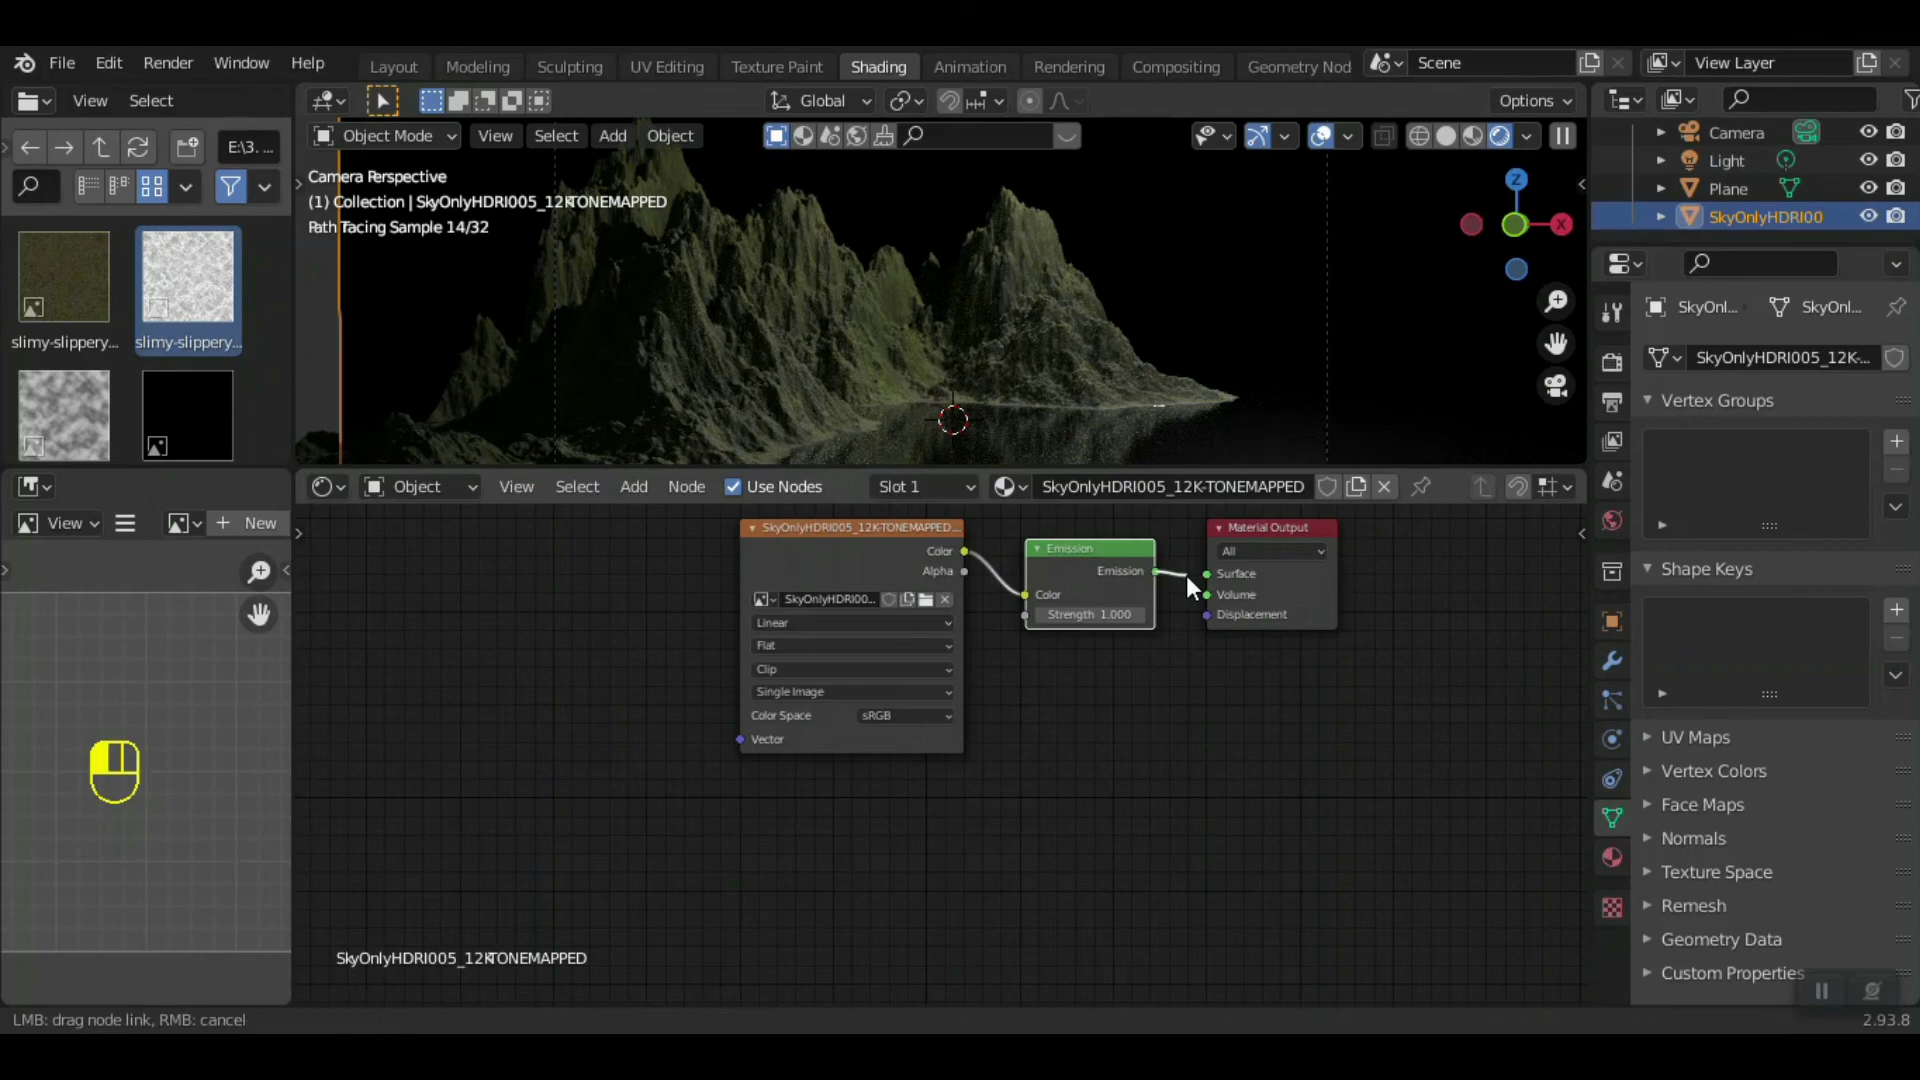 File Edit Render Window Help Layout Modeling Sculpting UV Editing Texture Paint Shading Animation Rendering Compositing Geometry Nod Scene View Layer
View Select Global Options
E:\3. ... Object Mode View Select Add Object
Camera Perspective
(1) Collection | SkyOnlyHDRI005_12K-TONEMAPPED
Path Tacing Sample 14/32
slimy-slippery... slimy-slippery...
Z
X
Camera
Light
Plane
SkyOnlyHDRI00
SkyOnl... SkyOnl...
SkyOnlyHDRI005_12K-...
Vertex Groups
Shape Keys
UV Maps
Vertex Colors
Face Maps
Normals
Texture Space
Remesh
Geometry Data
Custom Properties
Object View Select Add Node Use Nodes Slot 1 SkyOnlyHDRI005_12K-TONEMAPPED
View New
SkyOnlyHDRI005_12K-TONEMAPPED...
Color
Alpha
SkyOnlyHDRI00...
Linear
Flat
Clip
Single Image
Color Space sRGB
Vector
Emission
Emission
Color
Strength 1.000
Material Output
All
Surface
Volume
Displacement
SkyOnlyHDRI005_12K-TONEMAPPED
LMB: drag node link, RMB: cancel 2.93.8